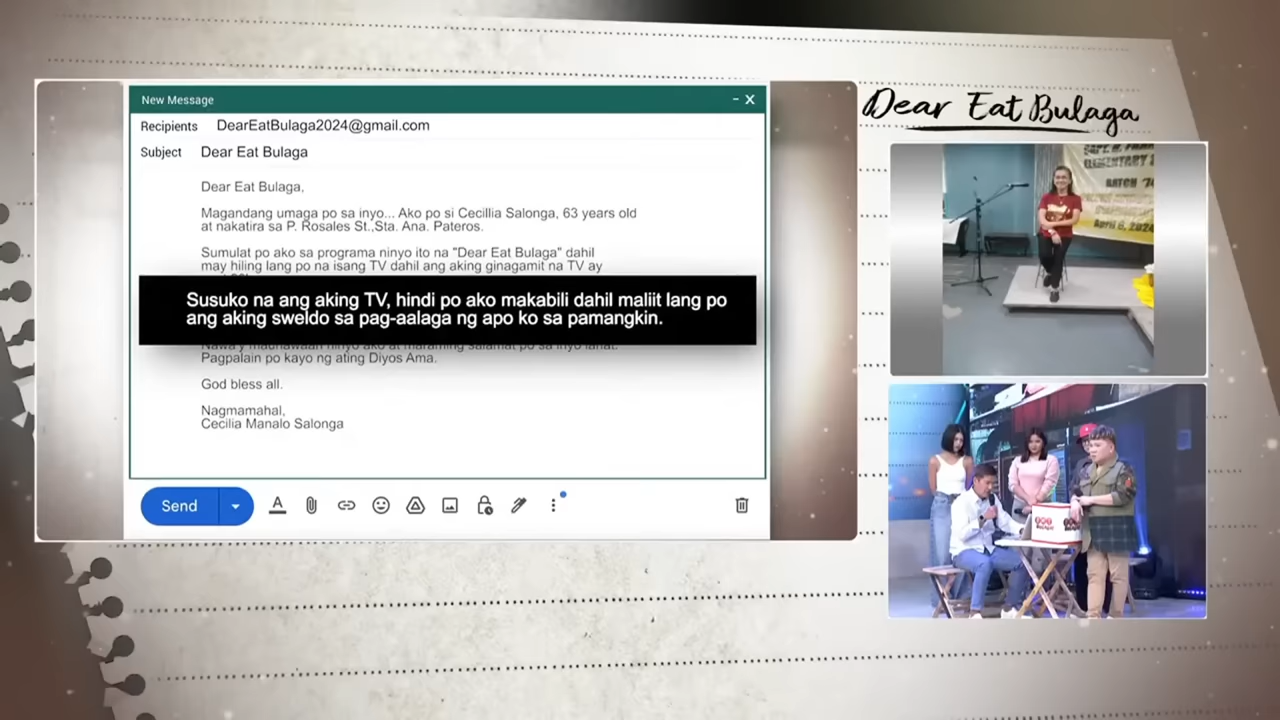 New Message
Recipients DearEatBulaga2024@gmail.com
Subject Dear Eat Bulaga
Dear Eat Bulaga,
Magandang umaga po sa inyo... Ako po si Cecillia Salonga, 63 years old
at nakatira sa P. Rosales St.,Sta. Ana. Pateros.
Sumulat po ako sa programa ninyo ito na "Dear Eat Bulaga" dahil
may hiling lang po na isang TV dahil ang aking ginagamit na TV ay
Susuko na ang aking TV, hindi po ako makabili dahil maliit lang po
ang aking sweldo sa pag-aalaga ng apo ko sa pamangkin.
Pagpalain po kayo ng ating Diyos Ama.
God bless all.
Nagmamahal,
Cecilia Manalo Salonga
Send
Dear Eat Bulaga
ELEMENTARY
BATCH
April 6, 2024